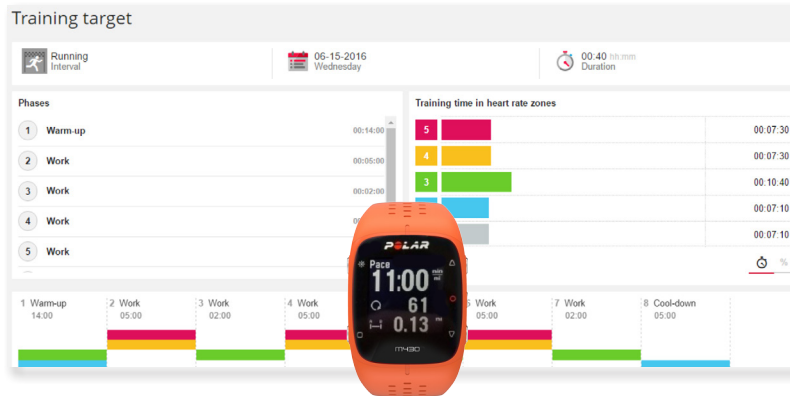 Training target
Running
Interval
06-15-2016
Wednesday
00:40 hh:mm
Duration
Phases
1 Warm-up 00:14:00
2 Work 00:05:00
3 Work 00:02:00
4 Work
5 Work
Training time in heart rate zones
5 00:07:30
4 00:07:30
3 00:10:40
00:07:10
00:07:10
%
1 Warm-up
14:00
2 Work
05:00
3 Work
02:00
4 Work
05:00
Work
05:00
7 Work
02:00
8 Cool-down
05:00
POLAR
Pace
11:00 min/mi
61
0.13 mi
M430